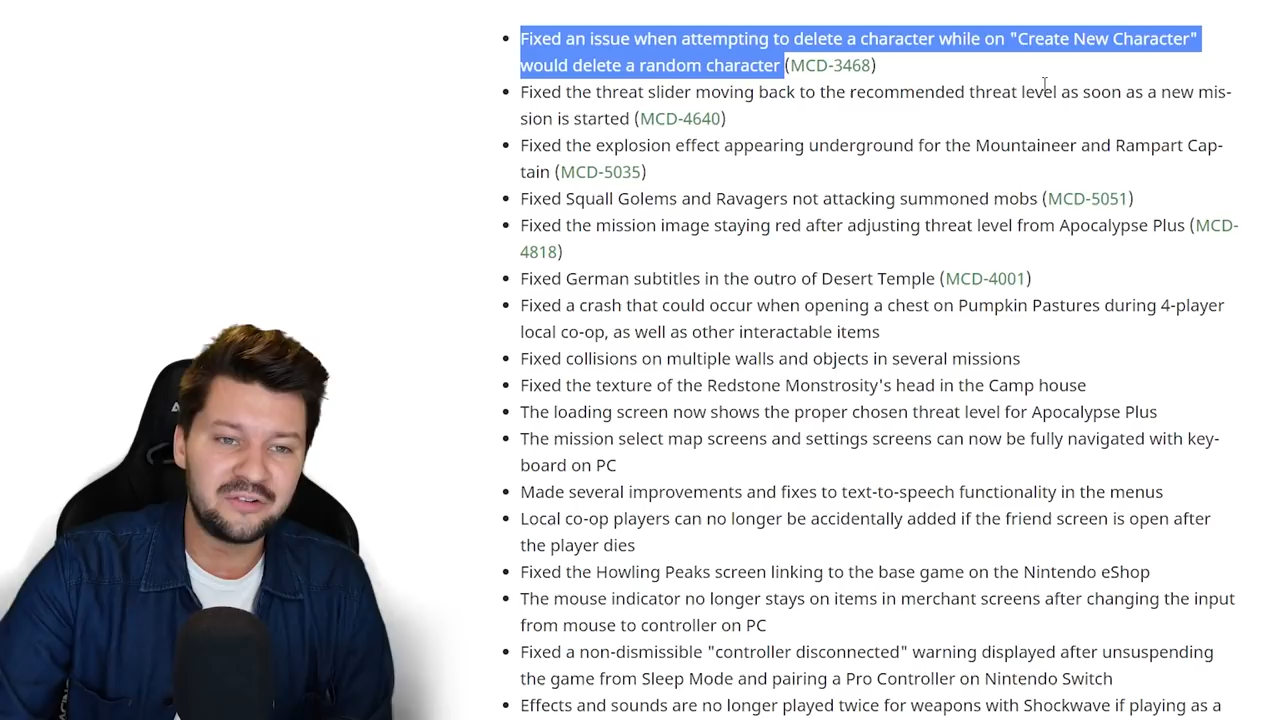 Fixed an issue when attempting to delete a character while on "Create New Character"
would delete a random character (MCD-3468)
Fixed the threat slider moving back to the recommended threat level as soon as a new mis-
sion is started (MCD-4640)
Fixed the explosion effect appearing underground for the Mountaineer and Rampart Cap-
tain (MCD-5035)
Fixed Squall Golems and Ravagers not attacking summoned mobs (MCD-5051)
Fixed the mission image staying red after adjusting threat level from Apocalypse Plus (MCD-
4818)
Fixed German subtitles in the outro of Desert Temple (MCD-4001)
Fixed a crash that could occur when opening a chest on Pumpkin Pastures during 4-player
local co-op, as well as other interactable items
Fixed collisions on multiple walls and objects in several missions
Fixed the texture of the Redstone Monstrosity's head in the Camp house
The loading screen now shows the proper chosen threat level for Apocalypse Plus
The mission select map screens and settings screens can now be fully navigated with key-
board on PC
Made several improvements and fixes to text-to-speech functionality in the menus
Local co-op players can no longer be accidentally added if the friend screen is open after
the player dies
Fixed the Howling Peaks screen linking to the base game on the Nintendo eShop
The mouse indicator no longer stays on items in merchant screens after changing the input
from mouse to controller on PC
Fixed a non-dismissible "controller disconnected" warning displayed after unsuspending
the game from Sleep Mode and pairing a Pro Controller on Nintendo Switch
Effects and sounds are no longer played twice for weapons with Shockwave if playing as a